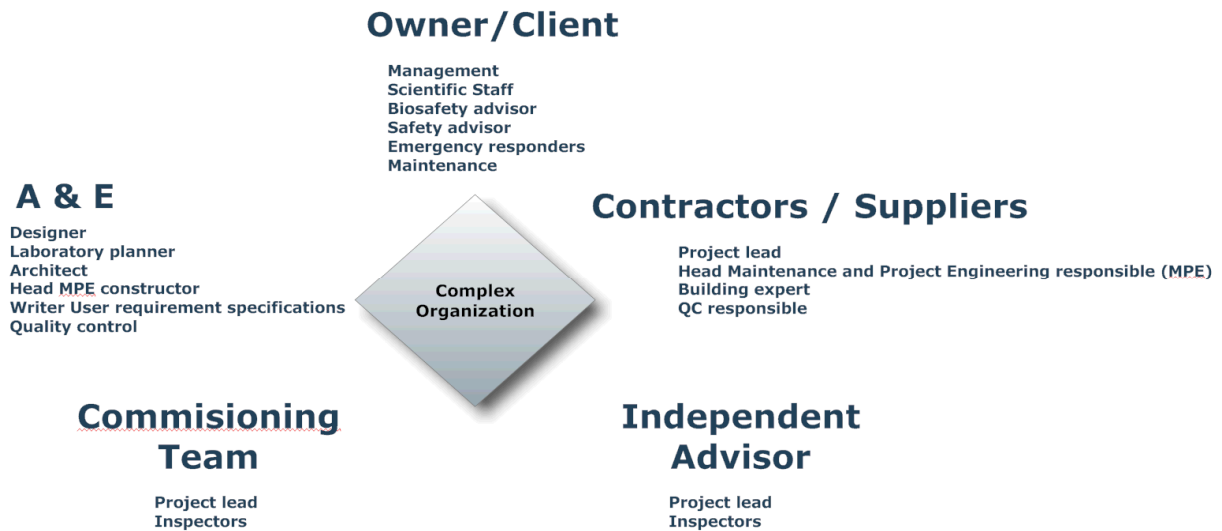 Owner/Client
Management
Scientific Staff
Biosafety advisor
Safety advisor
Emergency responders
Maintenance
A & E
Designer
Laboratory planner
Architect
Head MPE constructor
Writer User requirement specifications
Quality control
Contractors / Suppliers
Project lead
Head Maintenance and Project Engineering responsible (MPE)
Building expert
QC responsible
Complex
Organization
Commisioning
Team
Project lead
Inspectors
Independent
Advisor
Project lead
Inspectors